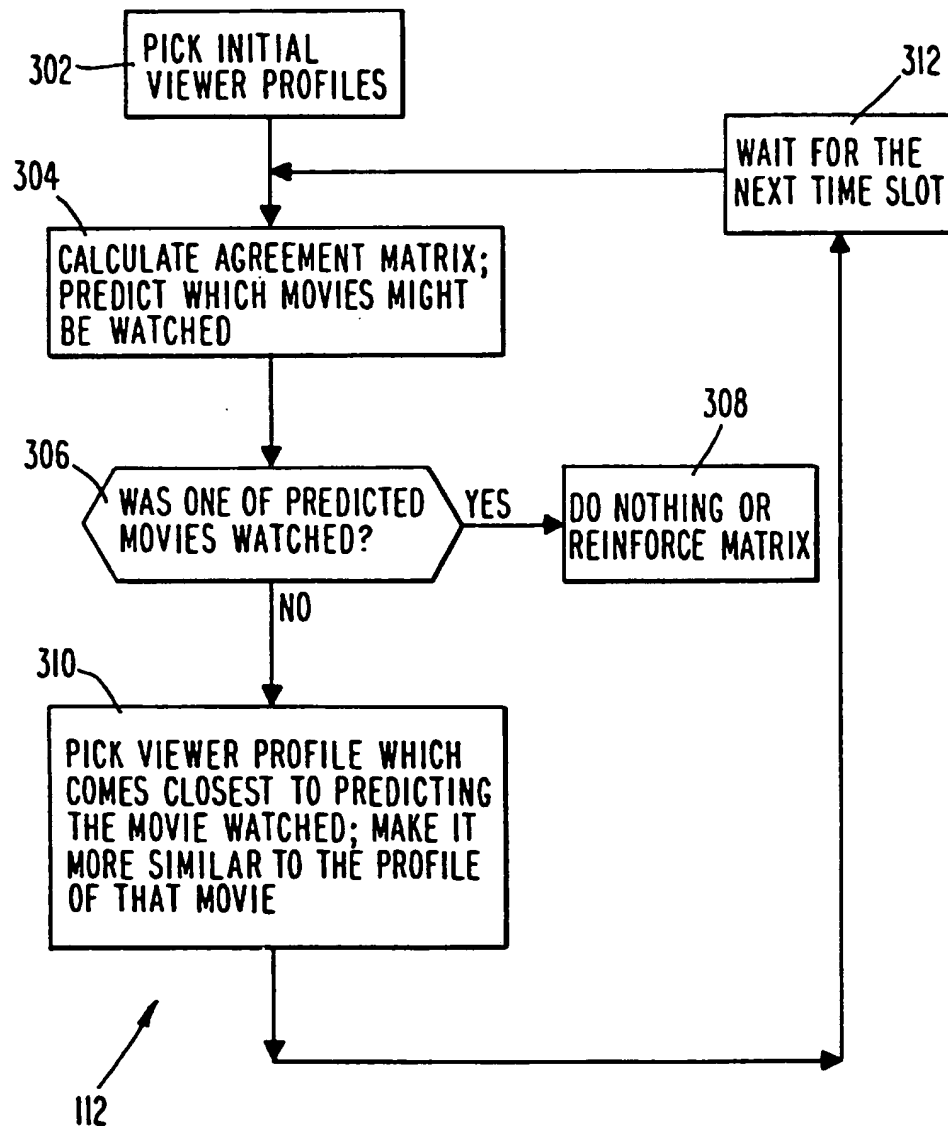 302
PICK INITIAL
VIEWER PROFILES
312
WAIT FOR THE
NEXT TIME SLOT
304
CALCULATE AGREEMENT MATRIX;
PREDICT WHICH MOVIES MIGHT
BE WATCHED
306
WAS ONE OF PREDICTED
MOVIES WATCHED?
YES
308
DO NOTHING OR
REINFORCE MATRIX
NO
310
PICK VIEWER PROFILE WHICH
COMES CLOSEST TO PREDICTING
THE MOVIE WATCHED; MAKE IT
MORE SIMILAR TO THE PROFILE
OF THAT MOVIE
112